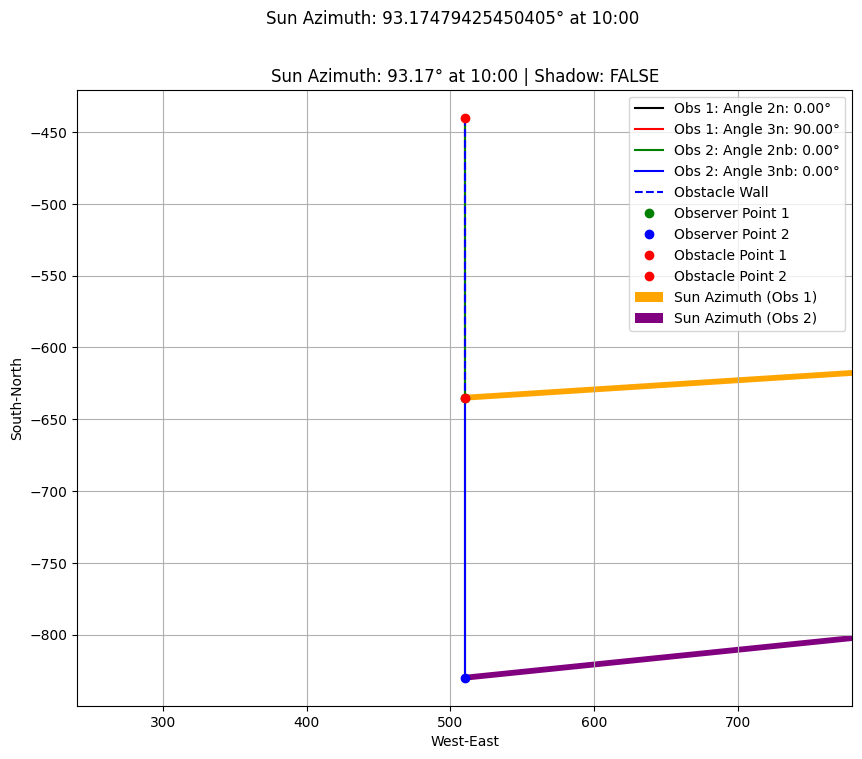 Sun Azimuth: 93.17479425450405° at 10:00
Sun Azimuth: 93.17° at 10:00 | Shadow: FALSE
Obs 1: Angle 2n: 0.00°
Obs 1: Angle 3n: 90.00°
Obs 2: Angle 2nb: 0.00°
Obs 2: Angle 3nb: 0.00°
Obstacle Wall
Observer Point 1
Observer Point 2
Obstacle Point 1
Obstacle Point 2
Sun Azimuth (Obs 1)
Sun Azimuth (Obs 2)
South-North
−450
−500
−550
−600
−650
−700
−750
−800
300
400
500
600
700
West-East